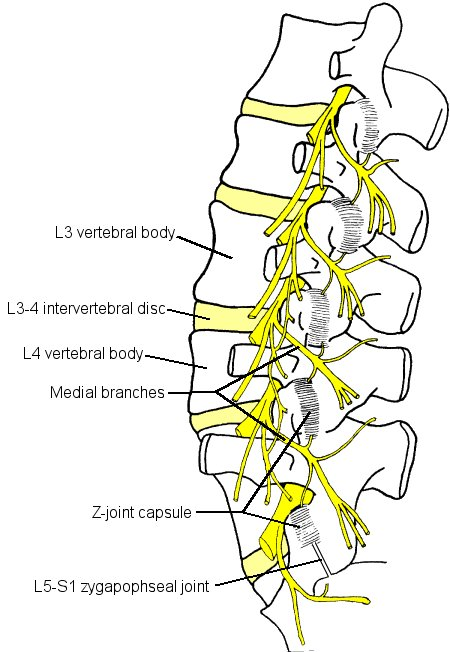 L3 vertebral body
L3-4 intervertebral disc
L4 vertebral body
Medial branches
Z-joint capsule
L5-S1 zygapophseal joint